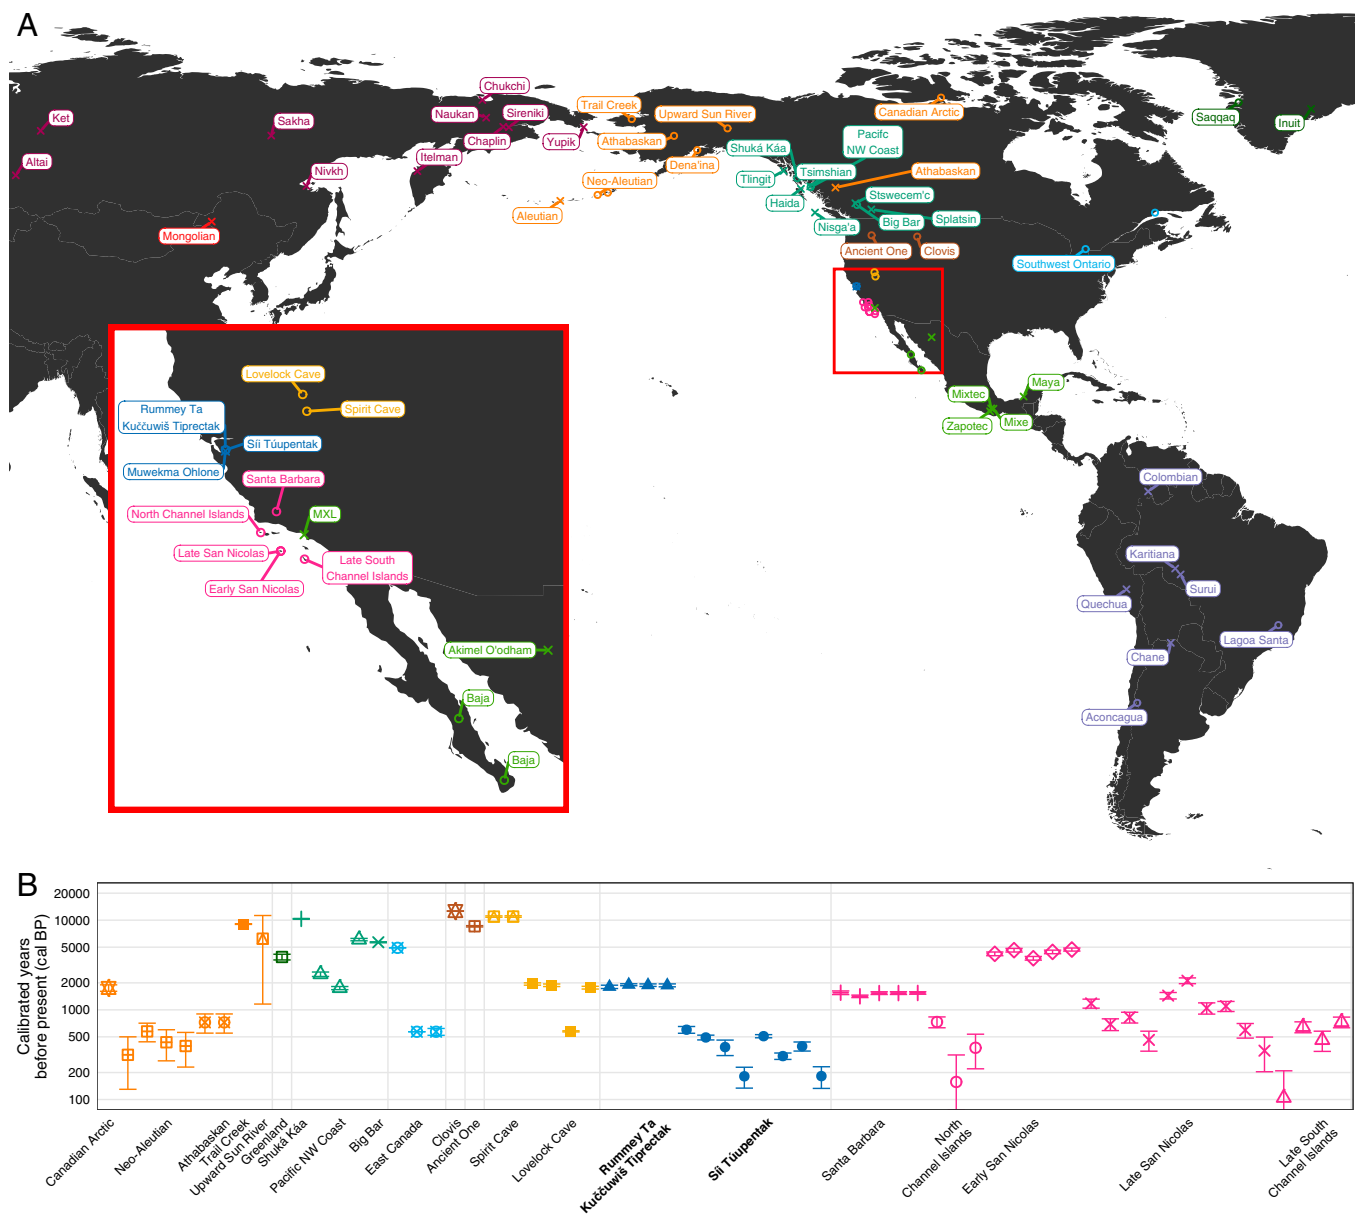 A
Chukchi
Ket
Sakha
Naukan
Sireniki
Trail Creek
Upward Sun River
Canadian Arctic
Saqqaq
Inuit
Chaplin
Yupik
Athabaskan
Pacifc
NW Coast
Altai
Itelman
Nivkh
Dena'ina
Shuká Káa
Tsimshian
Athabaskan
Tlingit
Neo-Aleutian
Stswecem'c
Haida
Aleutian
Splatsin
Nisga'a
Big Bar
Mongolian
Ancient One
Clovis
Southwest Ontario
Lovelock Cave
Spirit Cave
Rummey Ta
Kuččuwiš Tiprectak
Síi Túupentak
Muwekma Ohlone
Santa Barbara
North Channel Islands
MXL
Late San Nicolas
Late South
Channel Islands
Early San Nicolas
Akimel O'odham
Baja
Baja
Maya
Mixtec
Zapotec
Mixe
Colombian
Karitiana
Surui
Quechua
Lagoa Santa
Chane
Aconcagua
B
Calibrated years
before present (cal BP)
20000
10000
5000
2000
1000
500
200
100
Canadian Arctic
Neo-Aleutian
Athabaskan
Trail Creek
Upward Sun River
Greenland
Shuká Káa
Pacific NW Coast
Big Bar
East Canada
Clovis
Ancient One
Spirit Cave
Lovelock Cave
Rummey Ta
Kuččuwiš Tiprectak
Síi Túupentak
Santa Barbara
North
Channel Islands
Early San Nicolas
Late San Nicolas
Late South
Channel Islands